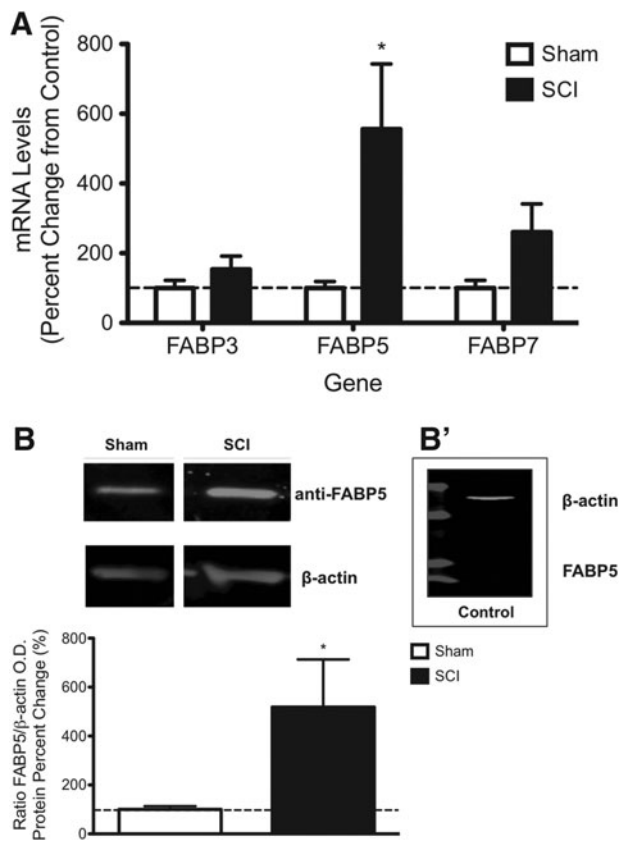 A
800
600
400
200
0
mRNA Levels
(Percent Change from Control)
*
Sham
SCI
FABP3 FABP5 FABP7
Gene
B
Sham SCI
anti-FABP5
β-actin
B'
β-actin
FABP5
Control
Sham
SCI
800
600
400
200
0
Ratio FABP5/β-actin O.D.
Protein Percent Change (%)
*